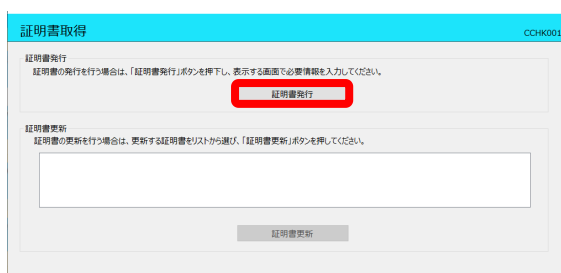 証明書取得
CCHK001
証明書発行
証明書の発行を行う場合は、「証明書発行」ボタンを押下し、表示する画面で必要情報を入力してください。
証明書発行
証明書更新
証明書の更新を行う場合は、更新する証明書をリストから選び、「証明書更新」ボタンを押してください。
証明書更新